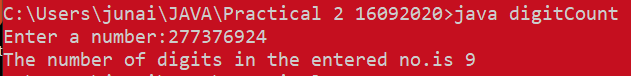 C:\Users\junai\JAVA\Practical 2 16092020>java digitCount
Enter a number:277376924
The number of digits in the entered no.is 9